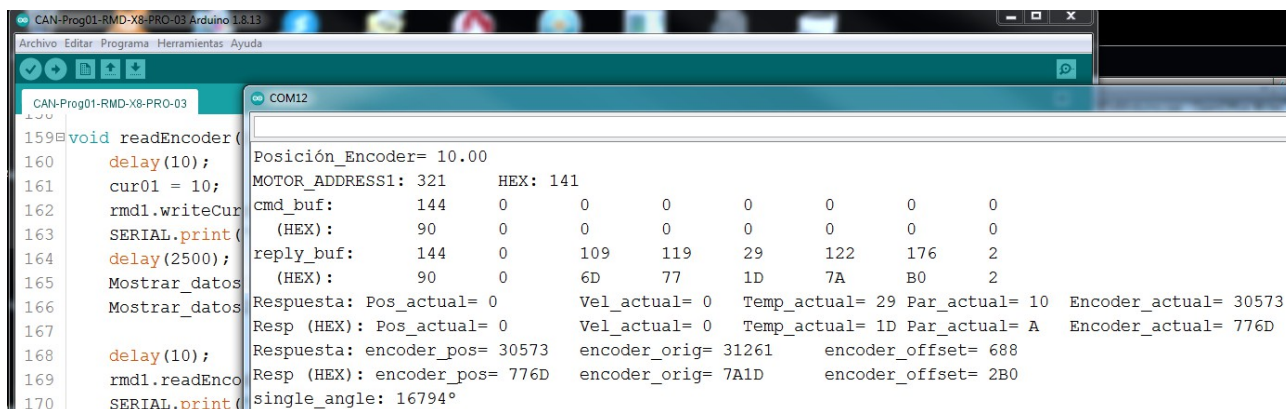 CAN-Prog01-RMD-X8-PRO-03 Arduino 1.8.13
Archivo Editar Programa Herramientas Ayuda
CAN-Prog01-RMD-X8-PRO-03
COM12
159 void readEncoder(
160 delay(10);
161 cur01 = 10;
162 rmd1.writeCur
163 SERIAL.print(
164 delay(2500);
165 Mostrar_datos
166 Mostrar_datos
167
168 delay(10);
169 rmd1.readEnco
170 SERIAL.print(
Posición_Encoder= 10.00
MOTOR_ADDRESS1: 321 HEX: 141
cmd_buf: 144 0 0 0 0 0 0 0
(HEX): 90 0 0 0 0 0 0 0
reply_buf: 144 0 109 119 29 122 176 2
(HEX): 90 0 6D 77 1D 7A B0 2
Respuesta: Pos_actual= 0 Vel_actual= 0 Temp_actual= 29 Par_actual= 10 Encoder_actual= 30573
Resp (HEX): Pos_actual= 0 Vel_actual= 0 Temp_actual= 1D Par_actual= A Encoder_actual= 776D
Respuesta: encoder_pos= 30573 encoder_orig= 31261 encoder_offset= 688
Resp (HEX): encoder_pos= 776D encoder_orig= 7A1D encoder_offset= 2B0
single_angle: 16794°